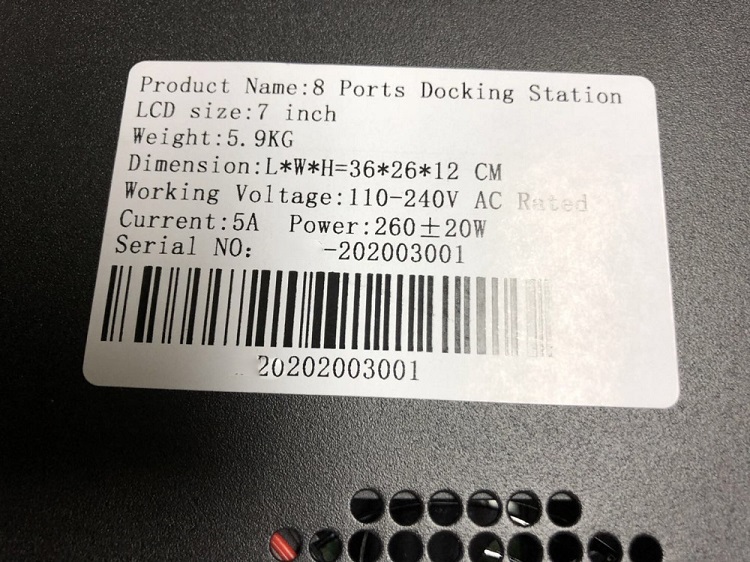 Product Name:8 Ports Docking Station
LCD size:7 inch
Weight:5.9KG
Dimension:L*W*H=36*26*12 CM
Working Voltage:110-240V AC Rated
Current:5A Power:260±20W
Serial NO: -202003001
20202003001